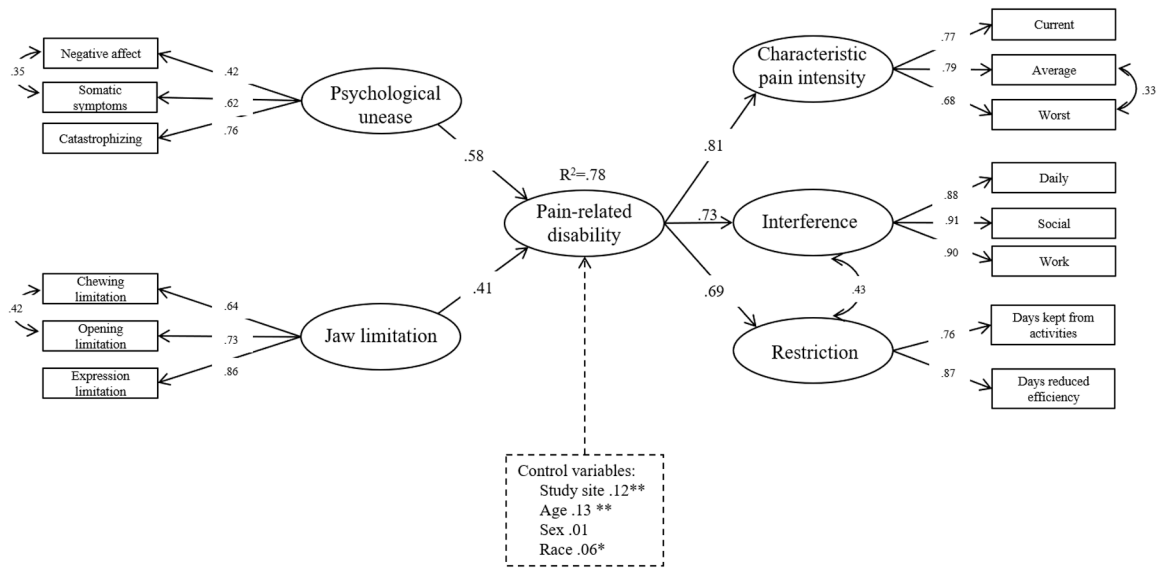 Negative affect
Somatic
symptoms
Catastrophizing
.35
.42
.62
.76
Psychological
unease
.58
Chewing
limitation
Opening
limitation
Expression
limitation
.42
.64
.73
.86
Jaw limitation
.41
R²=.78
Pain-related
disability
.81
.73
.69
Characteristic
pain intensity
.77
.79
.68
Current
Average
Worst
.33
Interference
.88
.91
.90
Daily
Social
Work
.43
Restriction
.76
.87
Days kept from
activities
Days reduced
efficiency
Control variables:
Study site .12**
Age .13 **
Sex .01
Race .06*